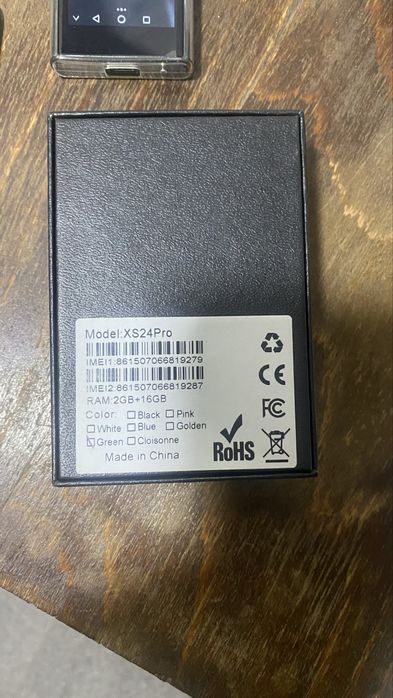 Model:XS24Pro
IMEI1:861507066819279
IMEI2:861507066819287
RAM:2GB+16GB
Color: Black Pink
White Blue Golden
Green Cloisonne
Made in China
CE
FC
RoHS